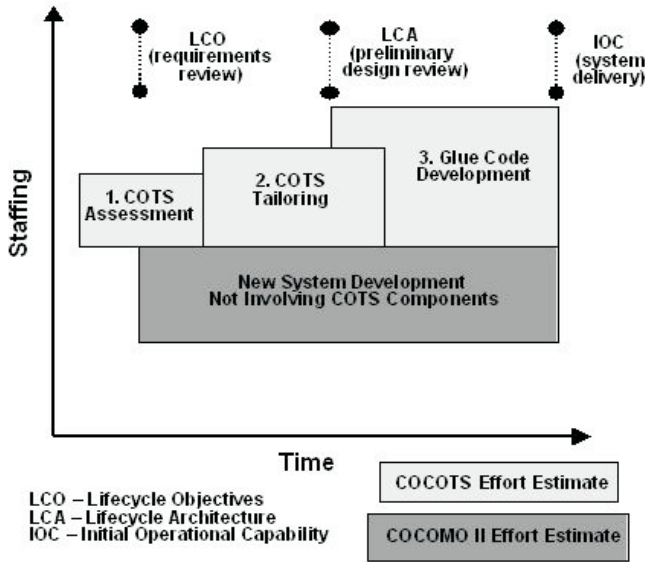 LCO
(requirements
review)
LCA
(preliminary
design review)
IOC
(system
delivery)
Staffing
1. COTS
Assessment
2. COTS
Tailoring
3. Glue Code
Development
New System Development
Not Involving COTS Components
Time
LCO – Lifecycle Objectives
LCA – Lifecycle Architecture
IOC – Initial Operational Capability
COCOTS Effort Estimate
COCOMO II Effort Estimate